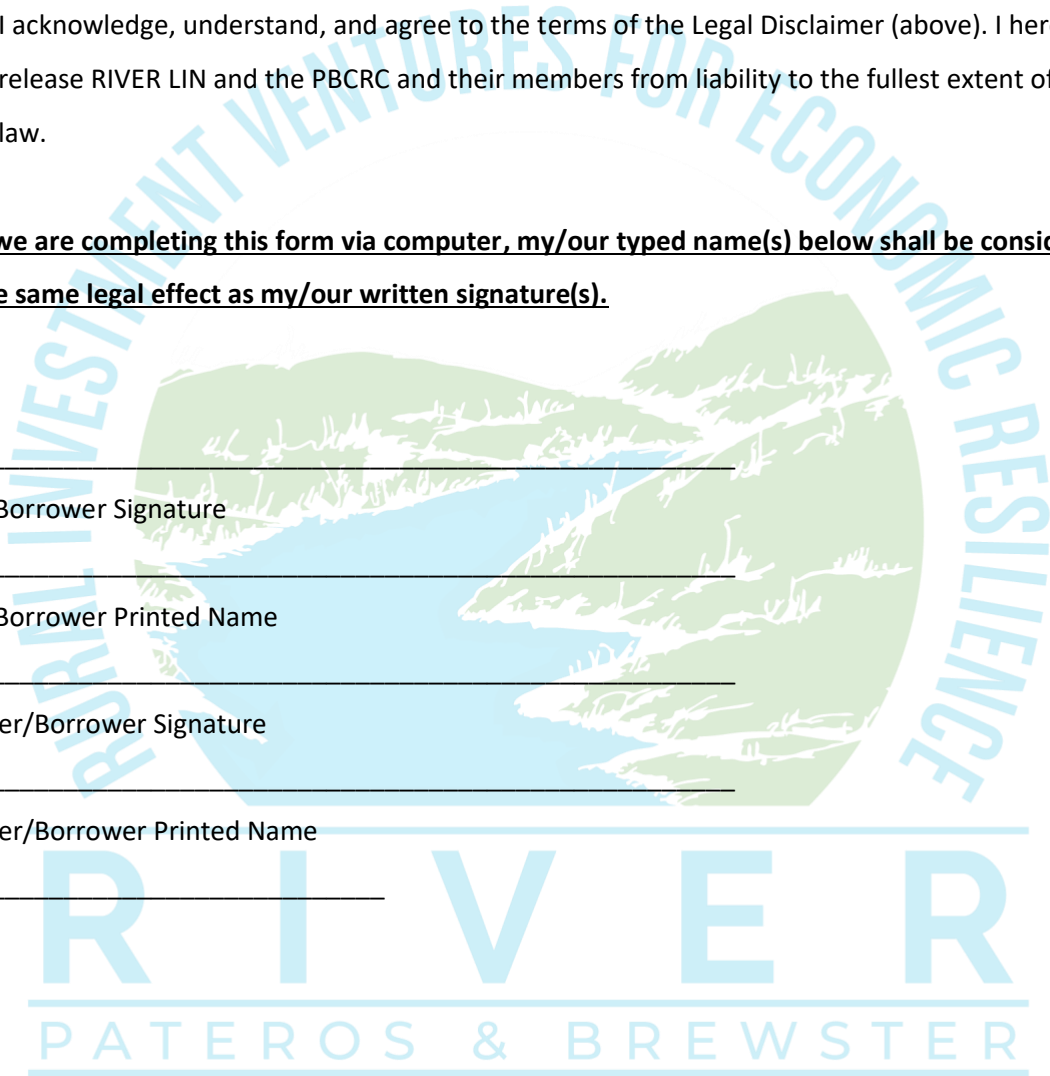 I acknowledge, understand, and agree to the terms of the Legal Disclaimer (above). I her
release RIVER LIN and the PBCRC and their members from liability to the fullest extent of
law.
we are completing this form via computer, my/our typed name(s) below shall be consid
e same legal effect as my/our written signature(s).
Borrower Signature
Borrower Printed Name
er/Borrower Signature
er/Borrower Printed Name
RURAL INVESTMENT VENTURES FOR ECONOMIC RESILIENCE
RIVER
PATEROS & BREWSTER